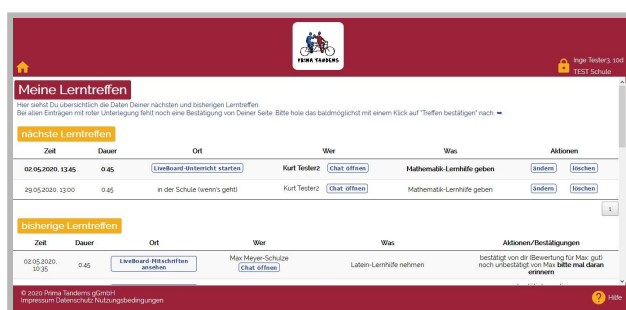 PRIMA TANDEMS
Inge Tester3, 10d
TEST Schule
Meine Lerntreffen
Hier siehst Du übersichtlich die Daten Deiner nächsten und bisherigen Lerntreffen.
Bei allen Einträgen mit roter Unterlegung fehlt noch eine Bestätigung von Deiner Seite. Bitte hole das baldmöglichst mit einem Klick auf "Treffen bestätigen" nach. ➡
nächste Lerntreffen
Zeit Dauer Ort Wer Was Aktionen
02.05.2020, 13:45 0:45 LiveBoard-Unterricht starten Kurt Tester2 Chat öffnen Mathematik-Lernhilfe geben ändern löschen
29.05.2020, 13:00 0:45 in der Schule (wenn's geht) Kurt Tester2 Chat öffnen Mathematik-Lernhilfe geben ändern löschen
1
bisherige Lerntreffen
Zeit Dauer Ort Wer Was Aktionen/Bestätigungen
02.05.2020, 10:35 0:45 LiveBoard-Mitschriften ansehen Max Meyer-Schulze Chat öffnen Latein-Lernhilfe nehmen bestätigt von dir (Bewertung für Max: gut) noch unbestätigt von Max bitte mal daran erinnern
© 2020 Prima Tandems gGmbH
Impressum Datenschutz Nutzungsbedingungen
? Hilfe